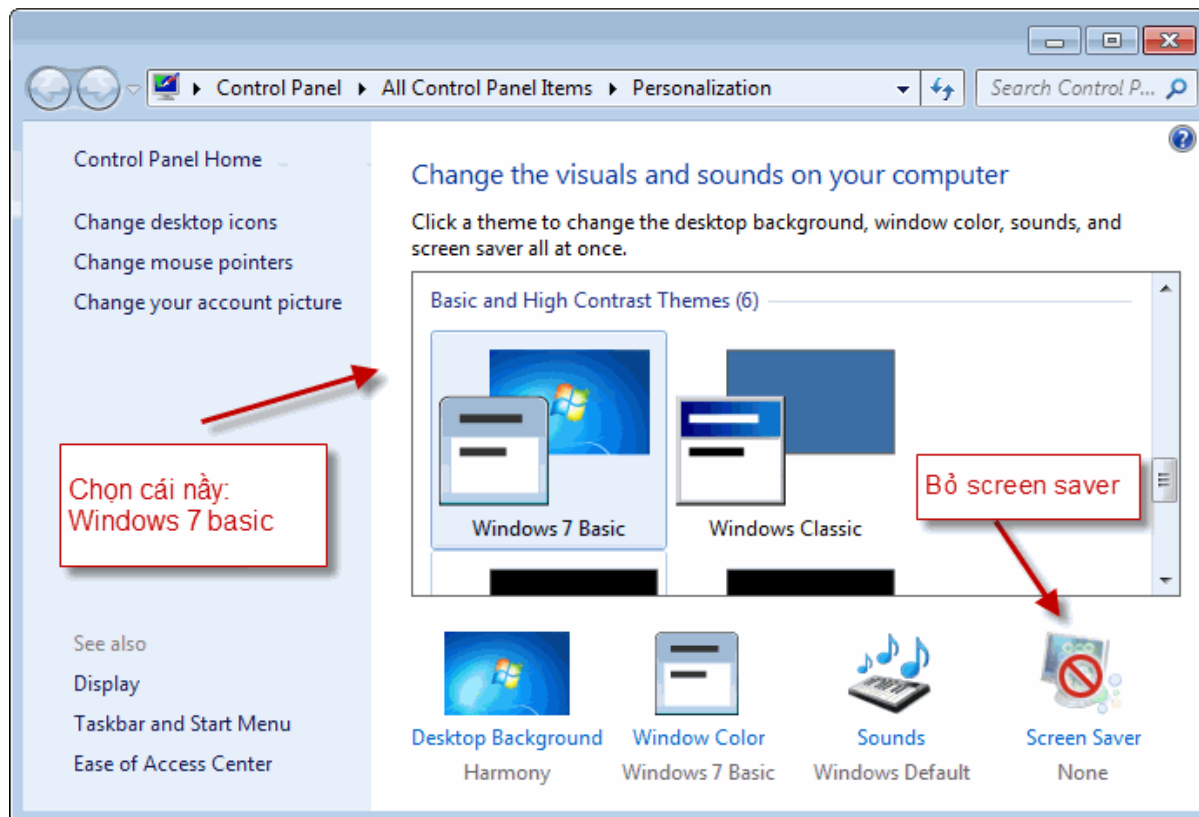 Control Panel ▸ All Control Panel Items ▸ Personalization
Search Control P...
Control Panel Home
Change desktop icons
Change mouse pointers
Change your account picture
Chọn cái nầy:
Windows 7 basic
See also
Display
Taskbar and Start Menu
Ease of Access Center
Change the visuals and sounds on your computer
Click a theme to change the desktop background, window color, sounds, and
screen saver all at once.
Basic and High Contrast Themes (6)
Windows 7 Basic
Windows Classic
Bỏ screen saver
Desktop Background
Harmony
Window Color
Windows 7 Basic
Sounds
Windows Default
Screen Saver
None